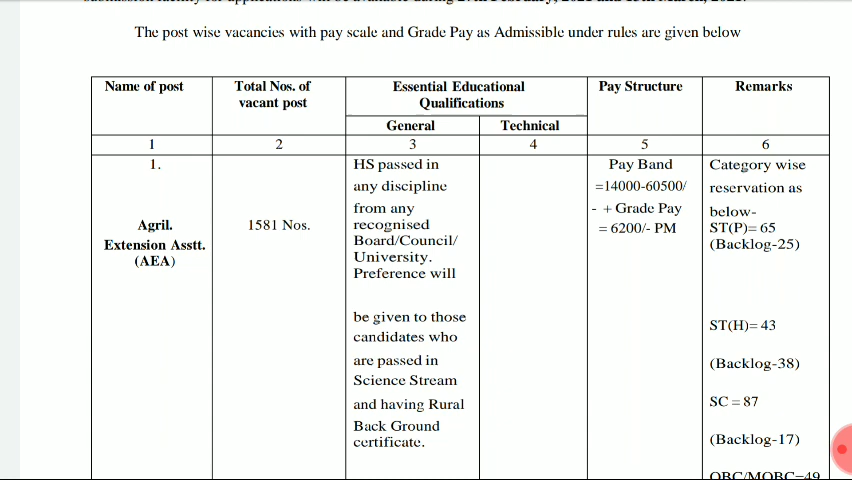 The post wise vacancies with pay scale and Grade Pay as Admissible under rules are given below
Name of post
Total Nos. of
vacant post
Essential Educational
Qualifications
Pay Structure
Remarks
General
Technical
1
2
3
4
5
6
1.
Agril.
Extension Asstt.
(AEA)
1581 Nos.
HS passed in
any discipline
from any
recognised
Board/Council/
University.
Preference will
be given to those
candidates who
are passed in
Science Stream
and having Rural
Back Ground
certificate.
Pay Band
=14000-60500/
- + Grade Pay
= 6200/- PM
Category wise
reservation as
below-
ST(P)= 65
(Backlog-25)
ST(H)= 43
(Backlog-38)
SC = 87
(Backlog-17)
OBC/MOBC=49